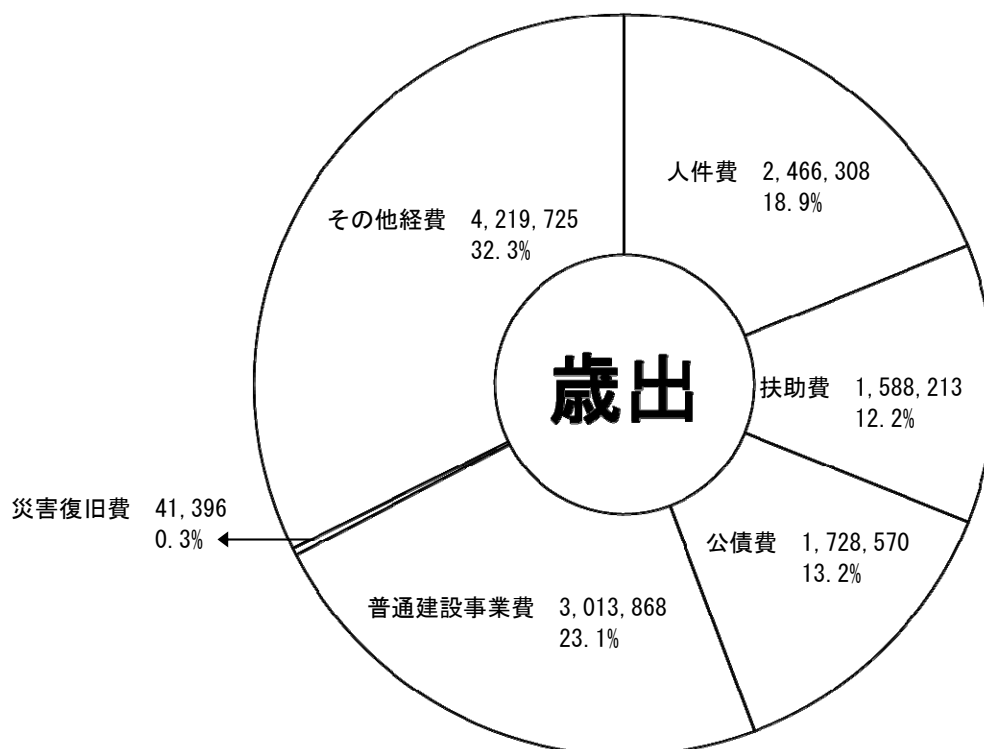 人件費 2,466,308
18.9%
その他経費 4,219,725
32.3%
歳出
扶助費 1,588,213
12.2%
災害復旧費 41,396
0.3%
公債費 1,728,570
13.2%
普通建設事業費 3,013,868
23.1%